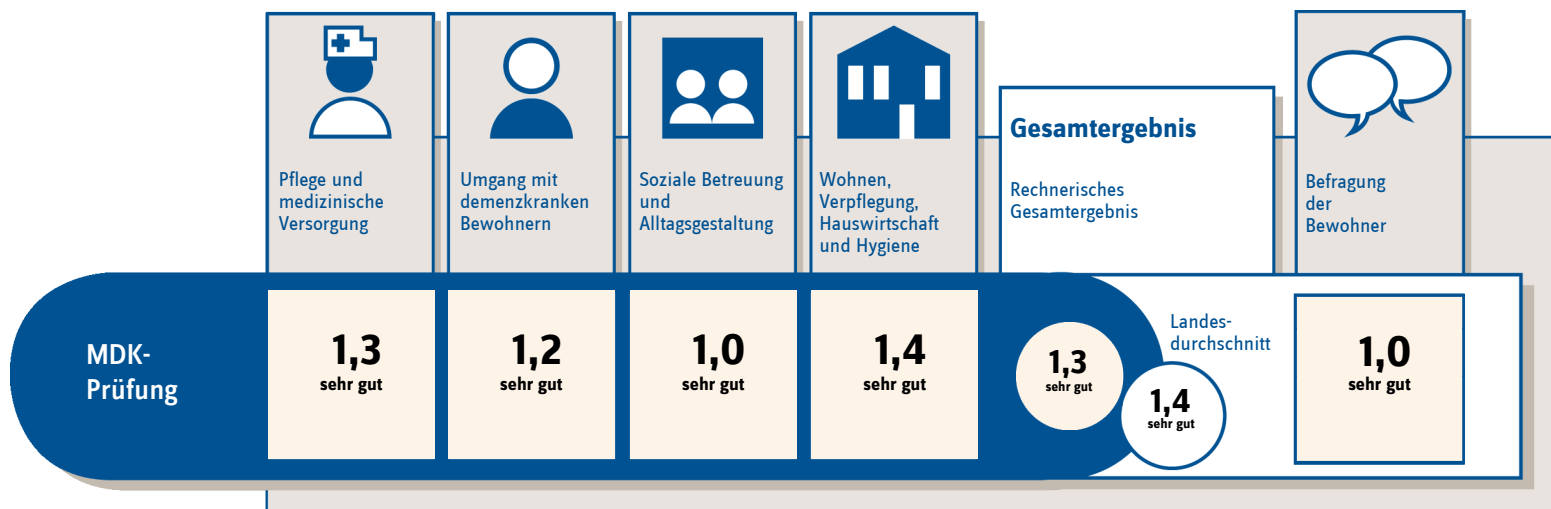 Pflege und
medizinische
Versorgung
Umgang mit
demenzkranken
Bewohnern
Soziale Betreuung
und
Alltagsgestaltung
Wohnen,
Verpflegung,
Hauswirtschaft
und Hygiene
Gesamtergebnis
Rechnerisches
Gesamtergebnis
Befragung
der
Bewohner
MDK-
Prüfung
1,3
sehr gut
1,2
sehr gut
1,0
sehr gut
1,4
sehr gut
1,3
sehr gut
Landes-
durchschnitt
1,4
sehr gut
1,0
sehr gut